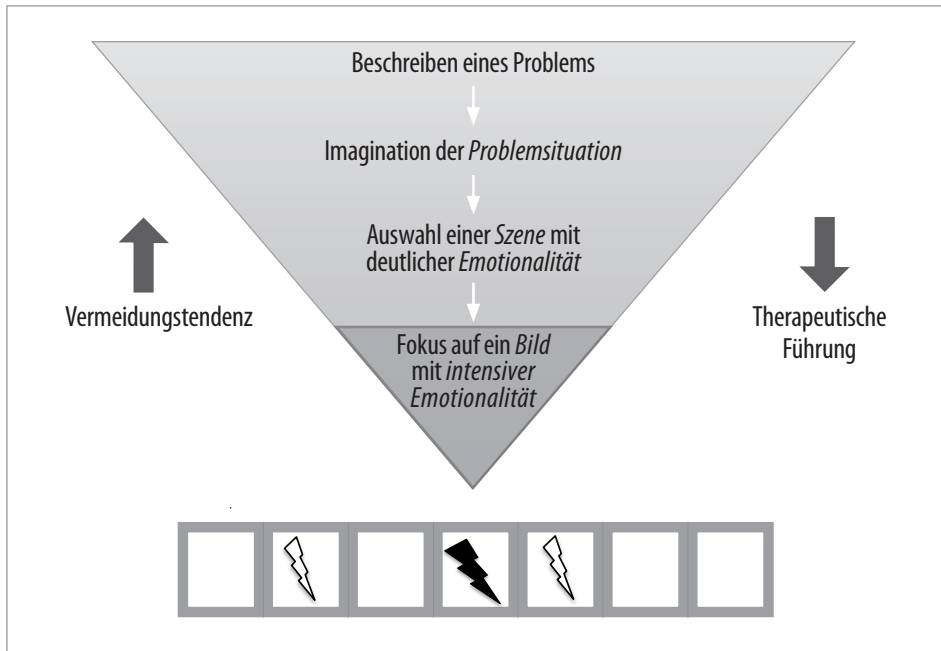 Beschreiben eines Problems
Imagination der Problemsituation
Auswahl einer Szene mit
deutlicher Emotionalität
Vermeidungstendenz
Therapeutische
Führung
Fokus auf ein Bild
mit intensiver
Emotionalität